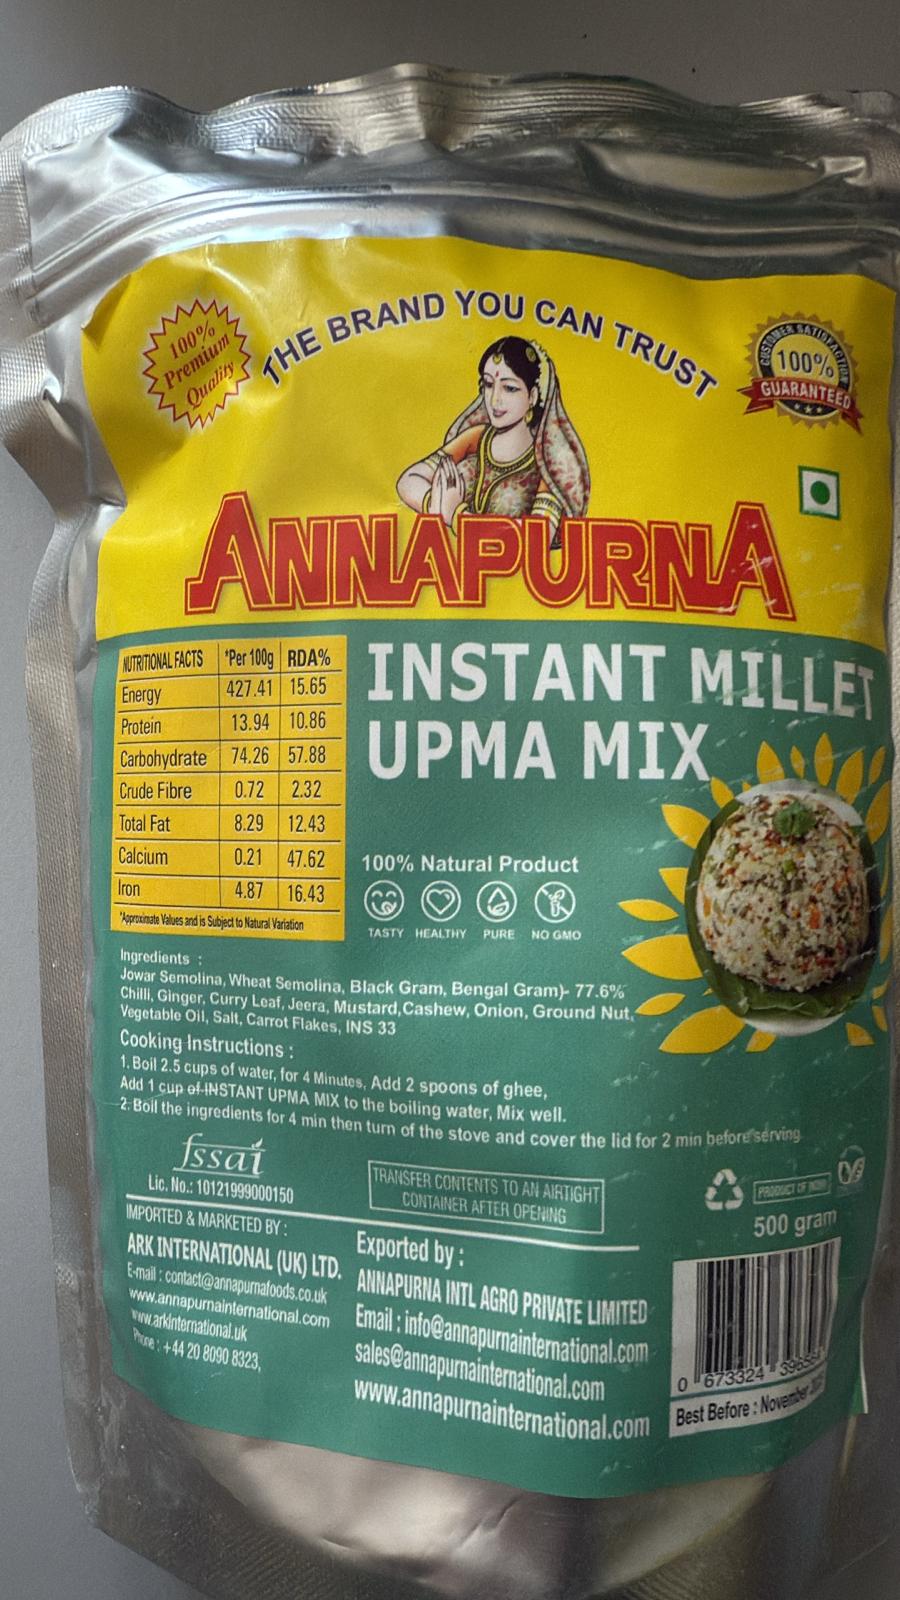 THE BRAND YOU CAN TRUST
100%
Premium
Quality
CUSTOMER SATISFACTION
100%
GUARANTEED
ANNAPURNA
INSTANT MILLET
UPMA MIX
NUTRITIONAL FACTS *Per 100g RDA%
Energy 427.41 15.65
Protein 13.94 10.86
Carbohydrate 74.26 57.88
Crude Fibre 0.72 2.32
Total Fat 8.29 12.43
Calcium 0.21 47.62
Iron 4.87 16.43
*Approximate Values and is Subject to Natural Variation
100% Natural Product
TASTY HEALTHY PURE NO GMO
Ingredients :
Jowar Semolina, Wheat Semolina, Black Gram, Bengal Gram)- 77.6%
Chilli, Ginger, Curry Leaf, Jeera, Mustard,Cashew, Onion, Ground Nut,
Vegetable Oil, Salt, Carrot Flakes, INS 33
Cooking Instructions :
1. Boil 2.5 cups of water, for 4 Minutes, Add 2 spoons of ghee,
Add 1 cup of INSTANT UPMA MIX to the boiling water, Mix well.
2. Boil the ingredients for 4 min then turn of the stove and cover the lid for 2 min before serving
fssai
Lic. No.: 10121999000150
TRANSFER CONTENTS TO AN AIRTIGHT
CONTAINER AFTER OPENING
PRODUCT OF INDIA
500 gram
IMPORTED & MARKETED BY :
ARK INTERNATIONAL (UK) LTD.
E-mail : contact@annapurnafoods.co.uk
www.annapurnainternational.com
www.arkinternational.uk
Phone : +44 20 8090 8323,
Exported by :
ANNAPURNA INTL AGRO PRIVATE LIMITED
Email : info@annapurnainternational.com
sales@annapurnainternational.com
www.annapurnainternational.com
0 673324
Best Before : November